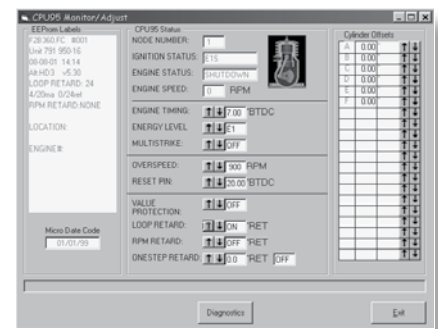 CPU95 Monitor/Adjust
EEProm Labels
F28360.FC #001
Unit 791 950-16
08-08-01 14:14
Alt:HD3 v5.30
LOOP RETARD: 24
4/20ma 0/24ret
RPM RETARD:NONE
LOCATION:
ENGINE#:
Micro Date Code
01/01/99
CPU95 Status
NODE NUMBER: 1
IGNITION STATUS: E1S
ENGINE STATUS: SHUTDOWN
ENGINE SPEED: 0 RPM
ENGINE TIMING: 7.00 °BTDC
ENERGY LEVEL E1
MULTISTRIKE: OFF
OVERSPEED: 900 RPM
RESET PIN: 20.00 °BTDC
VALUE
PROTECTION: OFF
LOOP RETARD: ON °RET
RPM RETARD: OFF °RET
ONESTEP RETARD: 0.0 °RET OFF
Cylinder Offsets
A 0.00°
B 0.00°
C 0.00°
D 0.00°
E 0.00°
F 0.00°
Diagnostics
Exit